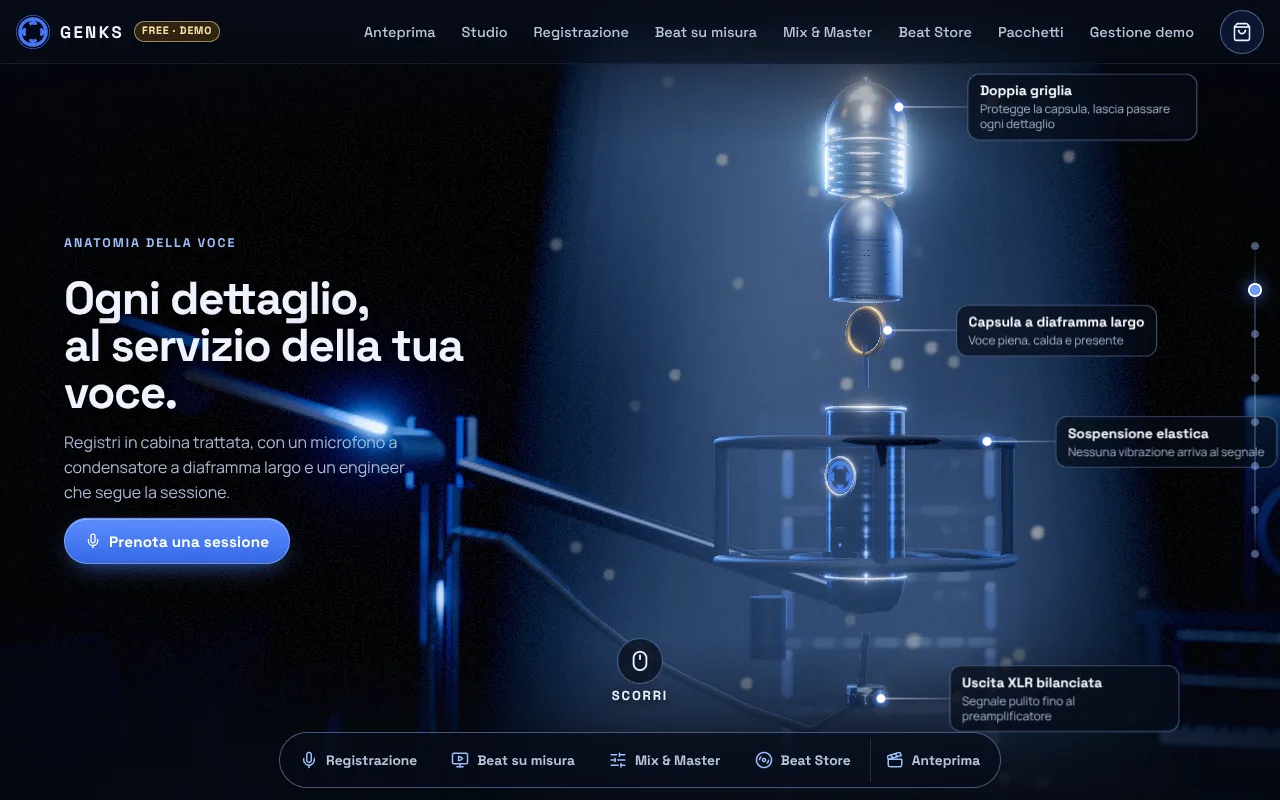 GENKS
FREE · DEMO
Anteprima
Studio
Registrazione
Beat su misura
Mix & Master
Beat Store
Pacchetti
Gestione demo
Doppia griglia
Protegge la capsula, lascia passare
ogni dettaglio
ANATOMIA DELLA VOCE
Ogni dettaglio,
al servizio della tua
voce.
Registri in cabina trattata, con un microfono a
condensatore a diaframma largo e un engineer
che segue la sessione.
Prenota una sessione
Capsula a diaframma largo
Voce piena, calda e presente
Sospensione elastica
Nessuna vibrazione arriva al segnale
Uscita XLR bilanciata
Segnale pulito fino al
preamplificatore
SCORRI
Registrazione
Beat su misura
Mix & Master
Beat Store
Anteprima